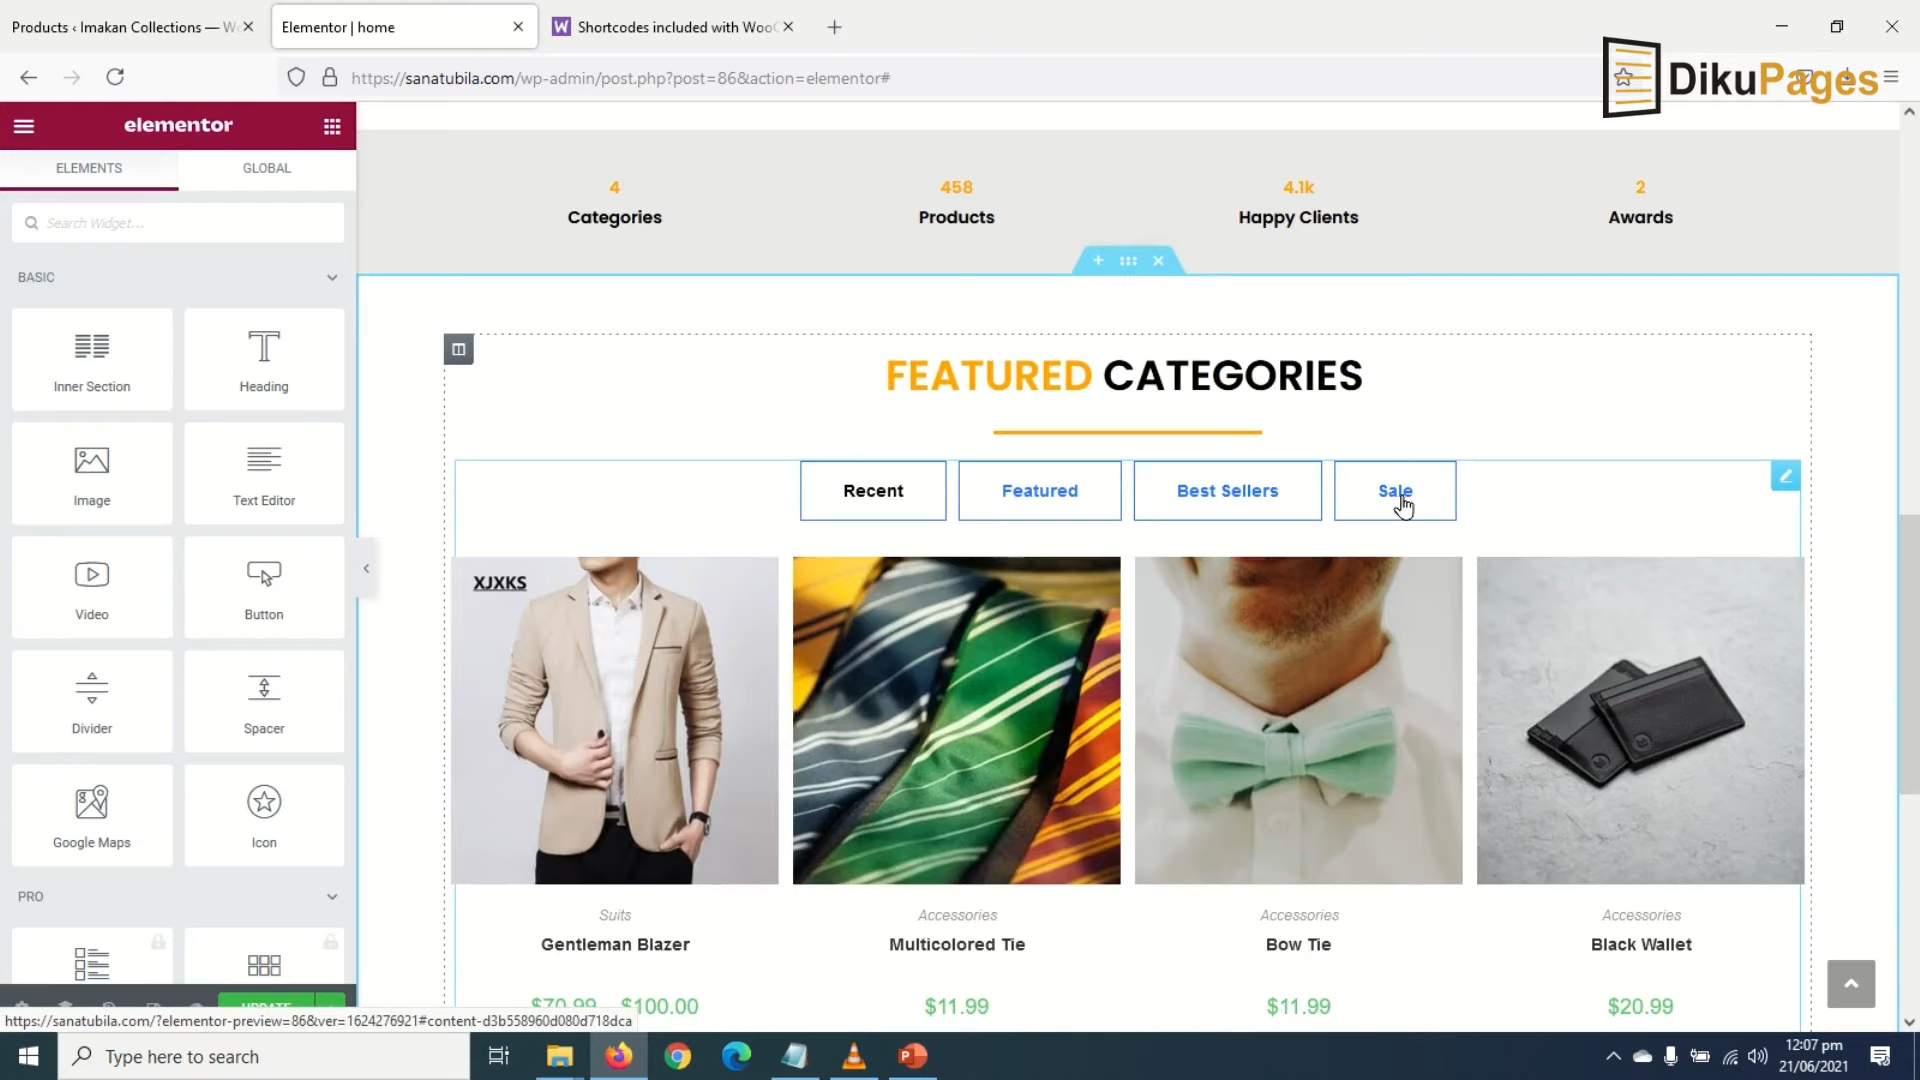 Products ‹ Imakan Collections — W
Elementor | home
W Shortcodes included with Woo
DikuPages
https://sanatubila.com/wp-admin/post.php?post=86&action=elementor#
elementor
ELEMENTS
GLOBAL
Search Widget...
BASIC
Inner Section
Heading
Image
Text Editor
Video
Button
Divider
Spacer
Google Maps
Icon
PRO
UPDATE
4
Categories
458
Products
4.1k
Happy Clients
2
Awards
FEATURED CATEGORIES
Recent
Featured
Best Sellers
Sale
XJXKS
Suits
Gentleman Blazer
$70.99 $100.00
Accessories
Multicolored Tie
$11.99
Accessories
Bow Tie
$11.99
Accessories
Black Wallet
$20.99
https://sanatubila.com/?elementor-preview=86&ver=1624276921#content-d3b558960d080d718dca
Type here to search
12:07 pm
21/06/2021